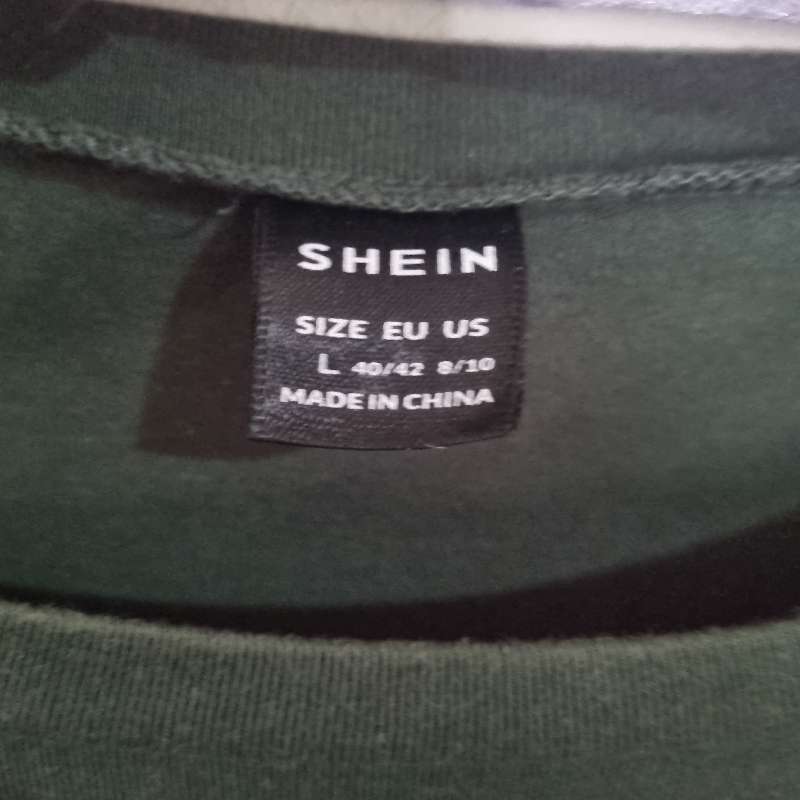 SHEIN
SIZE EU US
L 40/42 8/10
MADE IN CHINA